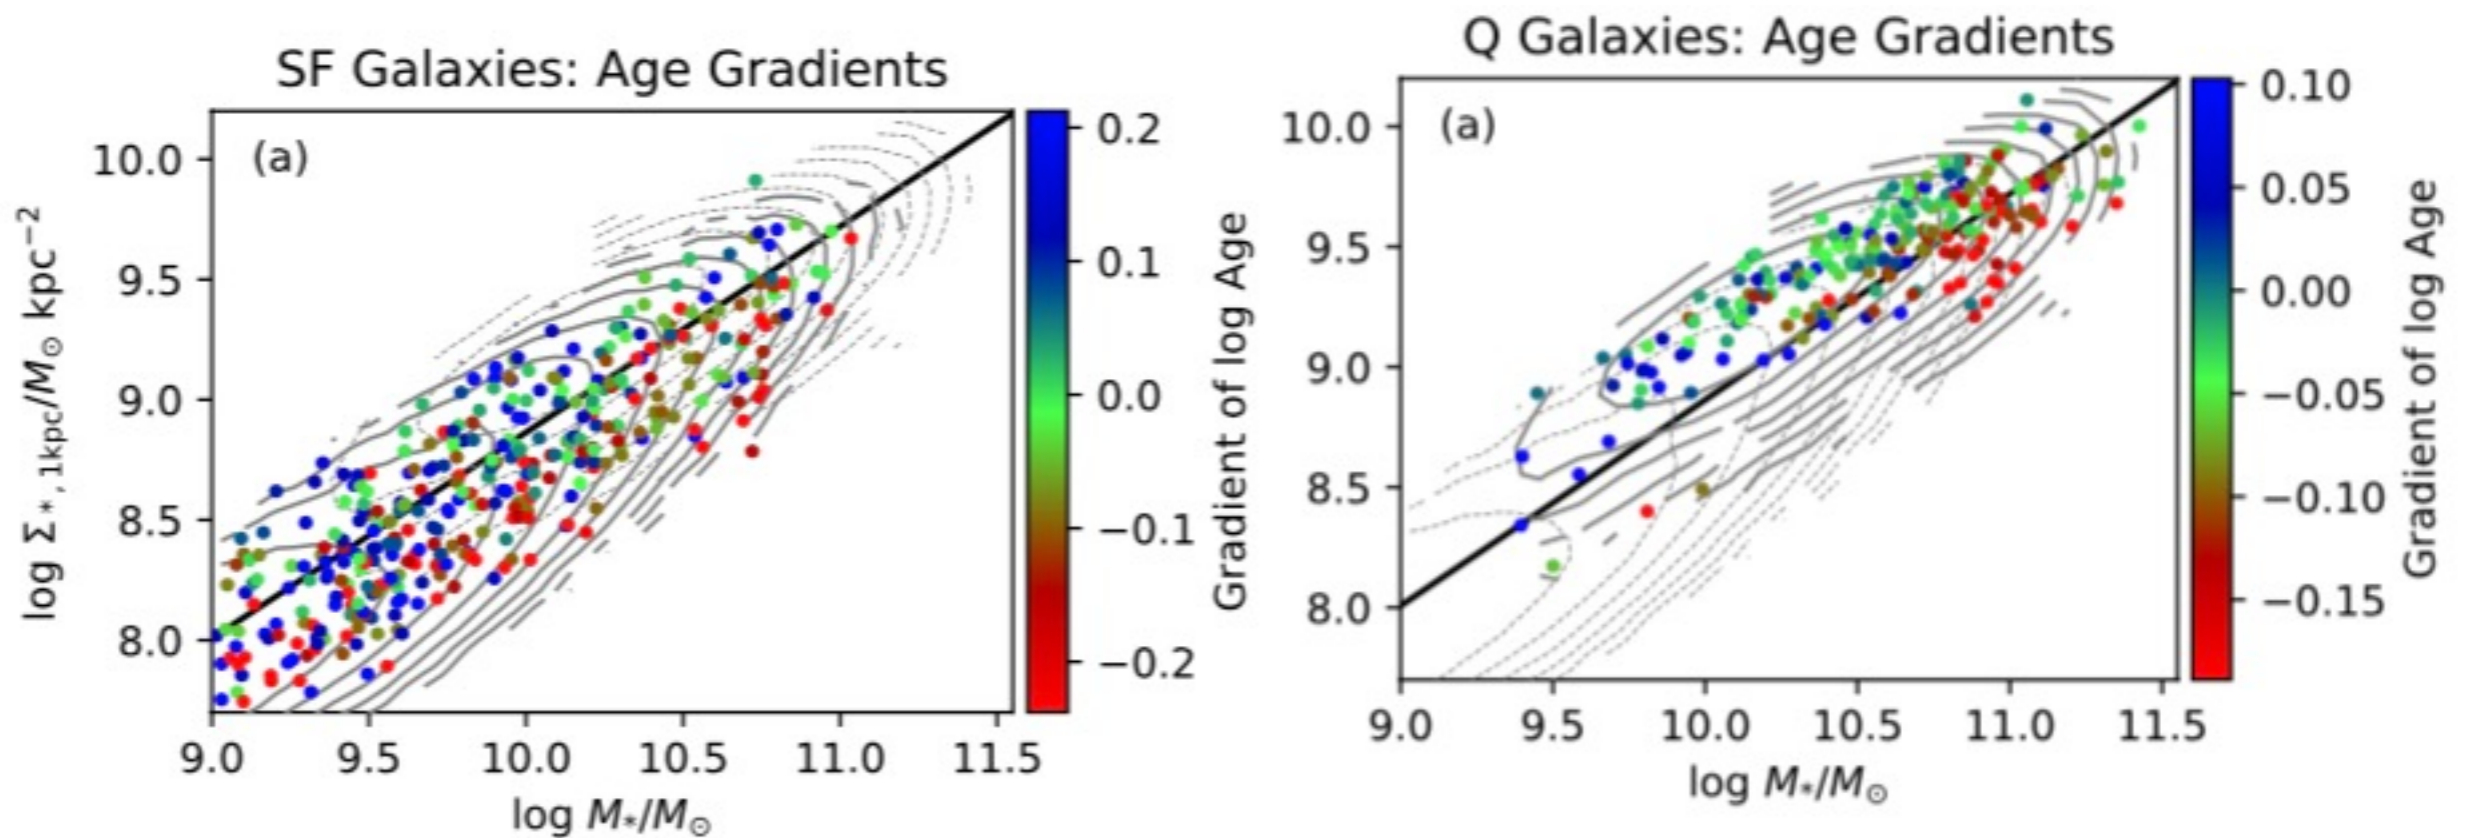 SF Galaxies: Age Gradients
(a)
10.0
9.5
9.0
8.5
8.0
log Σ*,1kpc/M⊙ kpc−2
9.0 9.5 10.0 10.5 11.0 11.5
log M*/M⊙
0.2
0.1
0.0
−0.1
−0.2
Gradient of log Age
Q Galaxies: Age Gradients
(a)
10.0
9.5
9.0
8.5
8.0
9.0 9.5 10.0 10.5 11.0 11.5
log M*/M⊙
0.10
0.05
0.00
−0.05
−0.10
−0.15
Gradient of log Age